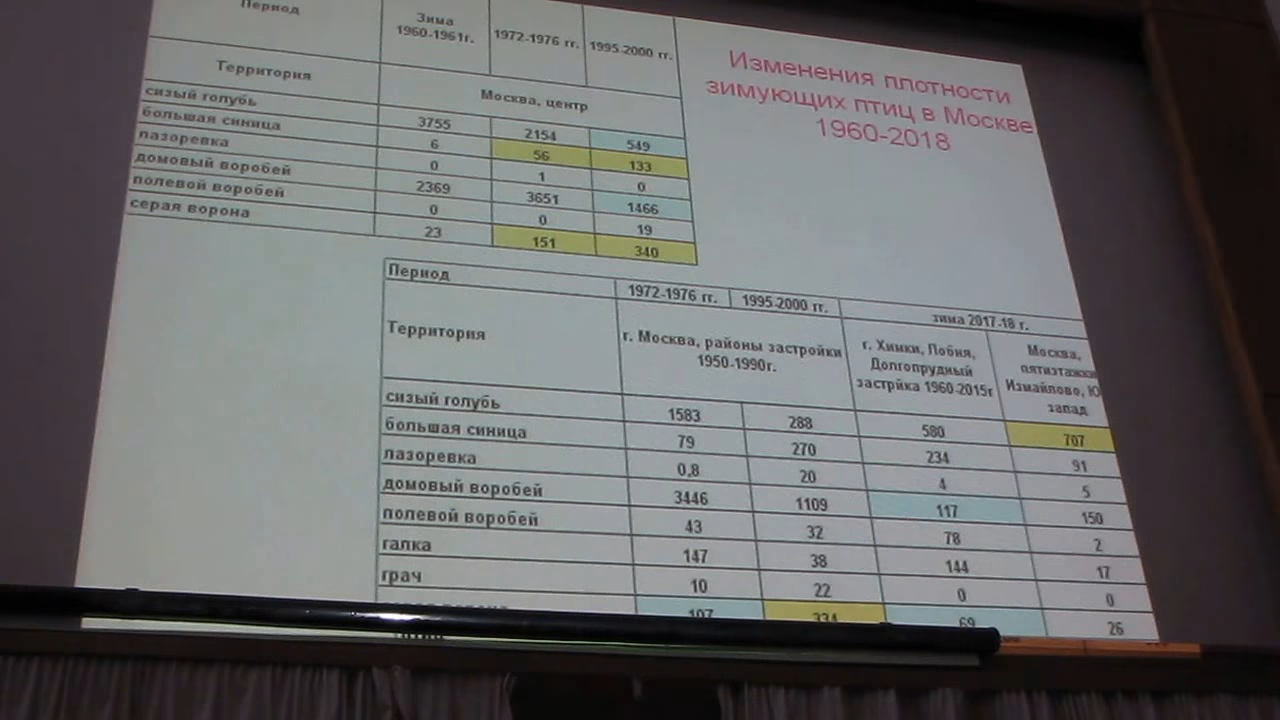 Изменения плотности
зимующих птиц в Москве
1960-2018
Период Зима 1960-1961г. 1972-1976 гг. 1995-2000 гг.
Территория Москва, центр
сизый голубь 3755 2154 549
большая синица 6 56 133
лазоревка 0 1 0
домовый воробей 2369 3651 1466
полевой воробей 0 0 19
серая ворона 23 151 340
Период 1972-1976 гг. 1995-2000 гг. зима 2017-18 г.
Территория г. Москва, районы застройки 1950-1990г. г. Химки, Лобня, Долгопрудный застрйка 1960-2015г Москва, пятиэтажки Измайлово, Ю запад
сизый голубь 1583 288 580 707
большая синица 79 270 234 91
лазоревка 0,8 20 4 5
домовый воробей 3446 1109 117 150
полевой воробей 43 32 78 2
галка 147 38 144 17
грач 10 22 0 0
107 334 69 26